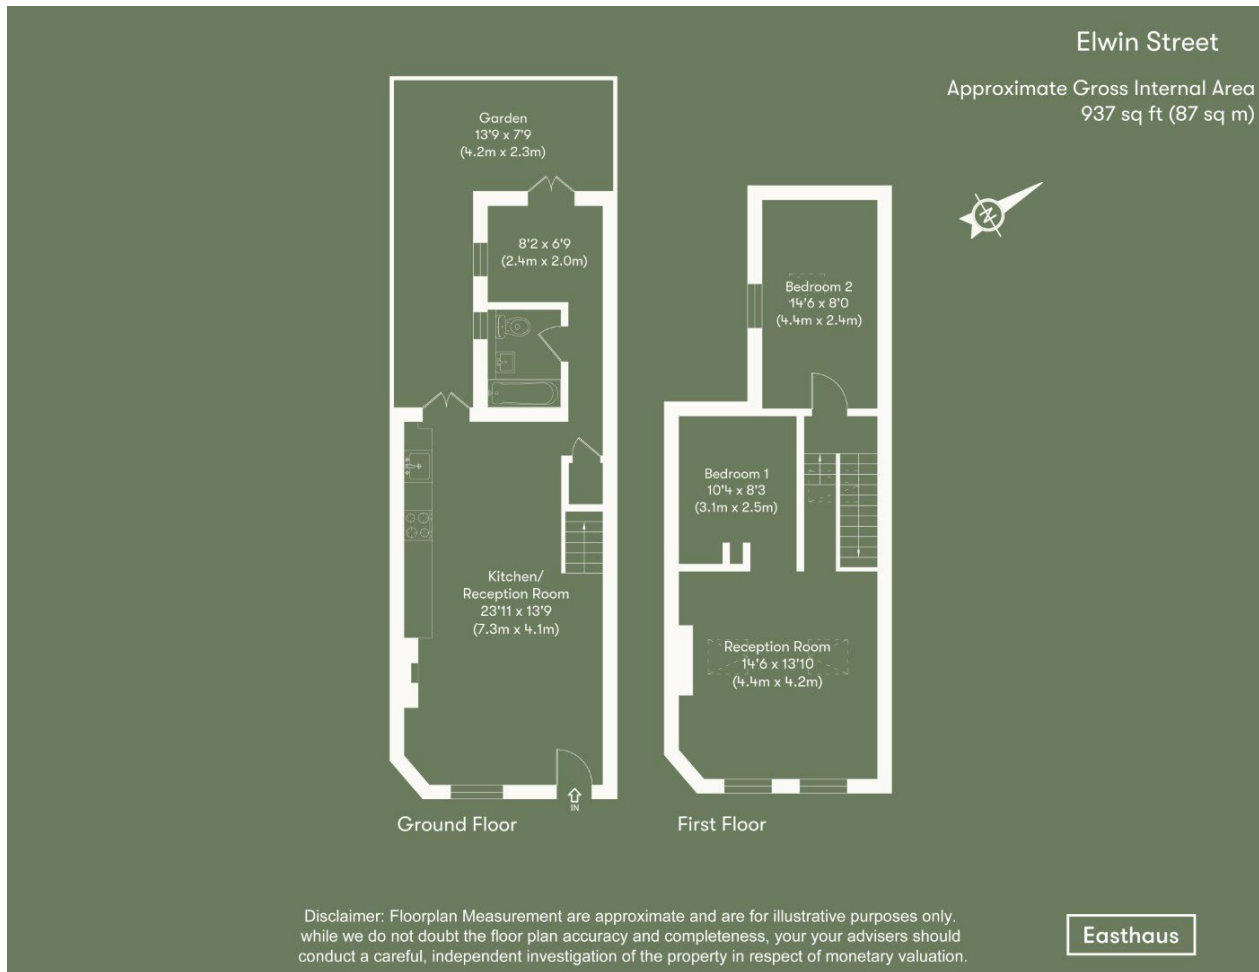 Elwin Street
Approximate Gross Internal Area
937 sq ft (87 sq m)
Garden
13'9 x 7'9
(4.2m x 2.3m)
8'2 x 6'9
(2.4m x 2.0m)
Kitchen/
Reception Room
23'11 x 13'9
(7.3m x 4.1m)
IN
Ground Floor
N
Bedroom 2
14'6 x 8'0
(4.4m x 2.4m)
Bedroom 1
10'4 x 8'3
(3.1m x 2.5m)
Reception Room
14'6 x 13'10
(4.4m x 4.2m)
First Floor
Disclaimer: Floorplan Measurement are approximate and are for illustrative purposes only.
while we do not doubt the floor plan accuracy and completeness, your your advisers should
conduct a careful, independent investigation of the property in respect of monetary valuation.
Easthaus